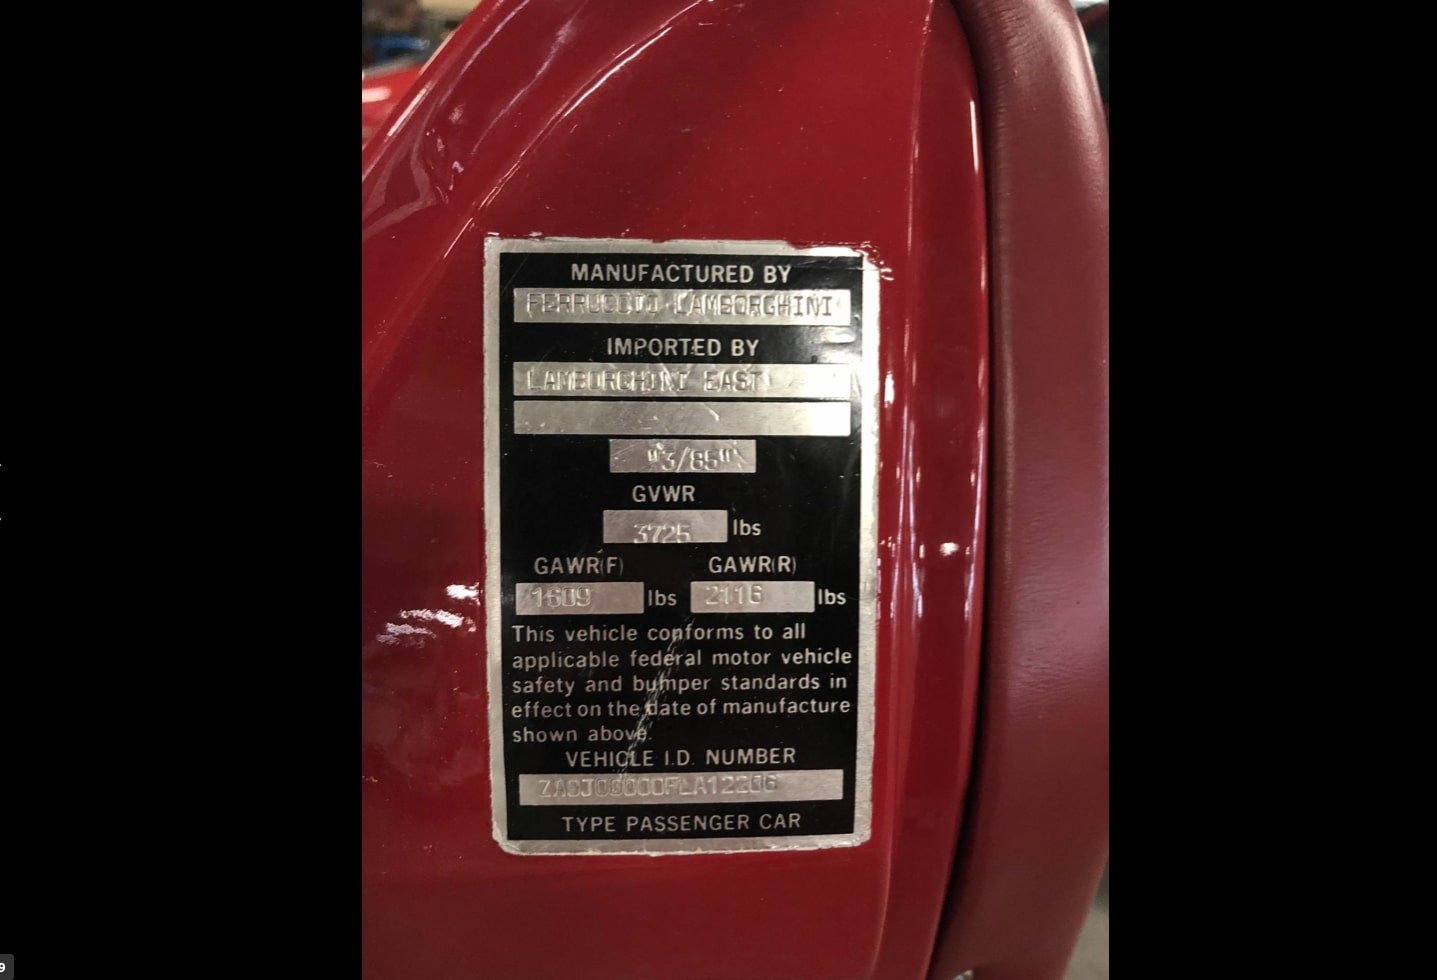 MANUFACTURED BY
FERRUCCIO LAMBORGHINI
IMPORTED BY
LAMBORGHINI EAST
"3/85"
GVWR
3725 lbs
GAWR(F) GAWR(R)
1609 lbs 2116 lbs
This vehicle conforms to all
applicable federal motor vehicle
safety and bumper standards in
effect on the date of manufacture
shown above.
VEHICLE I.D. NUMBER
TYPE PASSENGER CAR
9